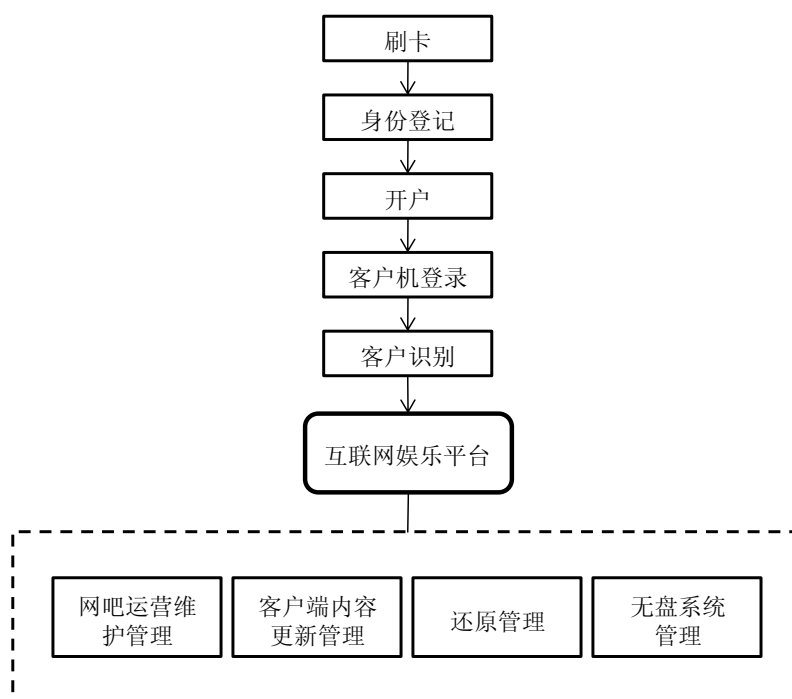 刷卡
身份登记
开户
客户机登录
客户识别
互联网娱乐平台
网吧运营维
护管理
客户端内容
更新管理
还原管理
无盘系统
管理